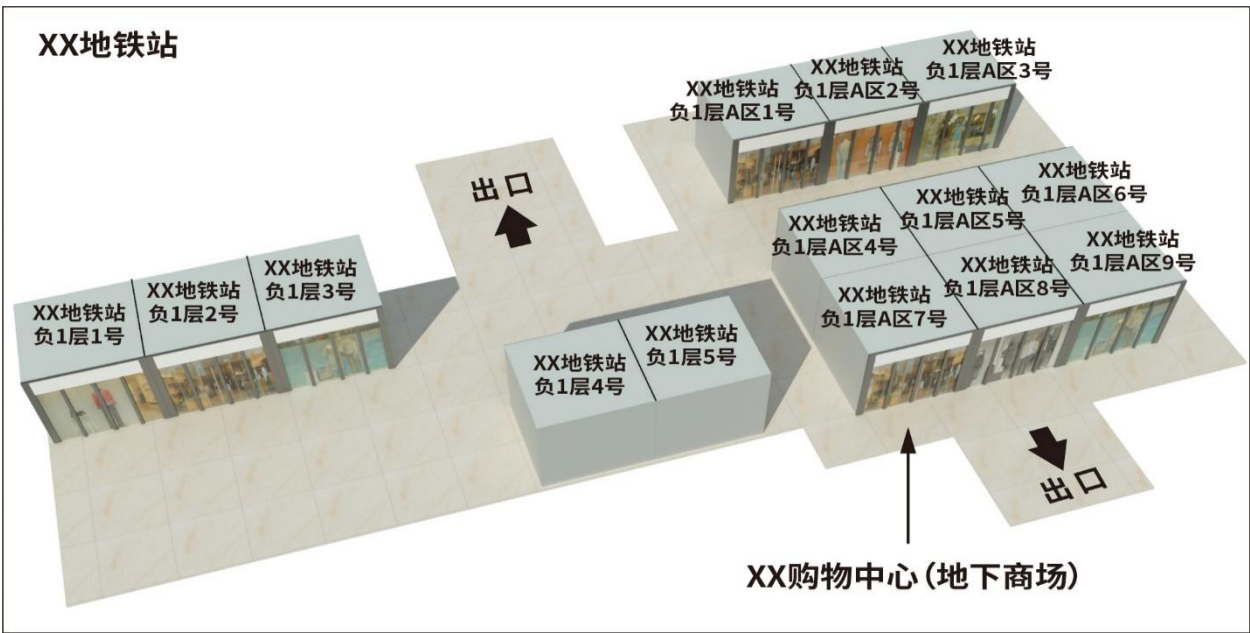 XX地铁站
XX地铁站
负1层A区1号
XX地铁站
负1层A区2号
XX地铁站
负1层A区3号
出口
XX地铁站
负1层A区4号
XX地铁站
负1层A区5号
XX地铁站
负1层A区6号
XX地铁站
负1层1号
XX地铁站
负1层2号
XX地铁站
负1层3号
XX地铁站
负1层A区7号
XX地铁站
负1层A区8号
XX地铁站
负1层A区9号
XX地铁站
负1层4号
XX地铁站
负1层5号
出口
XX购物中心(地下商场)